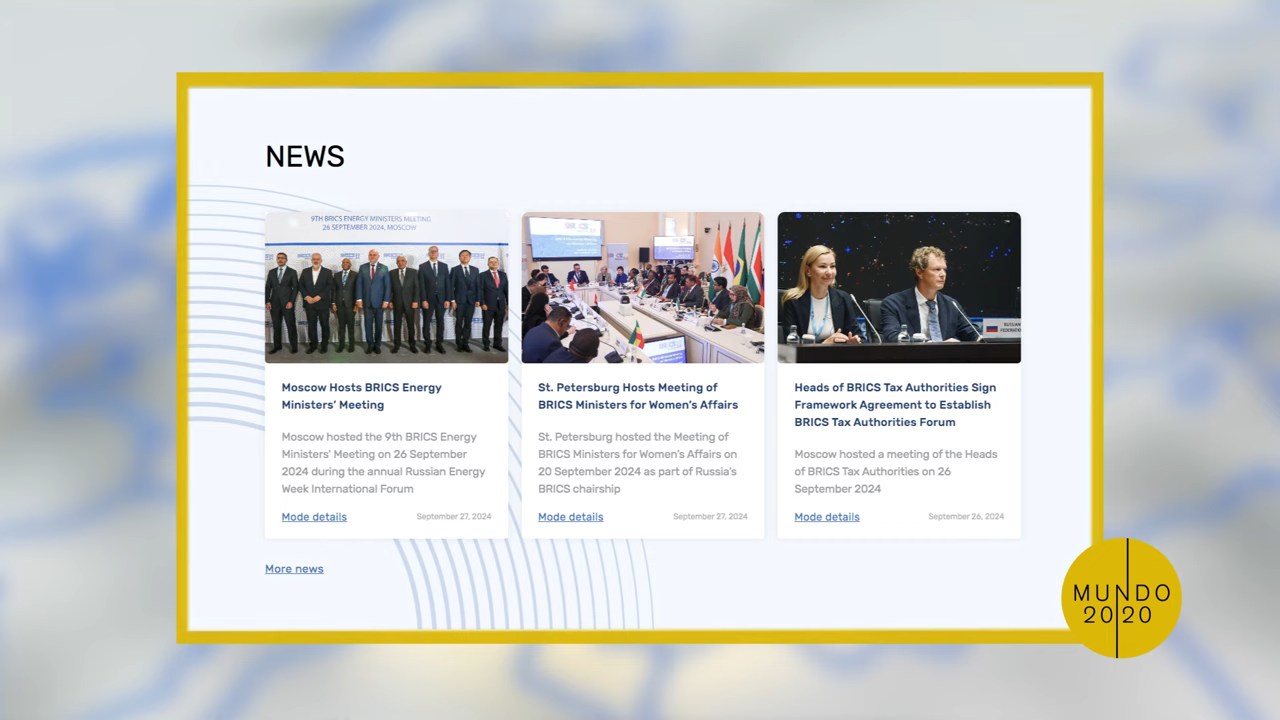 NEWS
9TH BRICS ENERGY MINISTERS MEETING
26 SEPTEMBER 2024, MOSCOW
RUSSIAN
FEDERATION
Moscow Hosts BRICS Energy
Ministers' Meeting
Moscow hosted the 9th BRICS Energy
Ministers' Meeting on 26 September
2024 during the annual Russian Energy
Week International Forum
Mode details
September 27, 2024
St. Petersburg Hosts Meeting of
BRICS Ministers for Women's Affairs
St. Petersburg hosted the Meeting of
BRICS Ministers for Women's Affairs on
20 September 2024 as part of Russia's
BRICS chairship
Mode details
September 27, 2024
Heads of BRICS Tax Authorities Sign
Framework Agreement to Establish
BRICS Tax Authorities Forum
Moscow hosted a meeting of the Heads
of BRICS Tax Authorities on 26
September 2024
Mode details
September 26, 2024
More news
MUNDO
2020